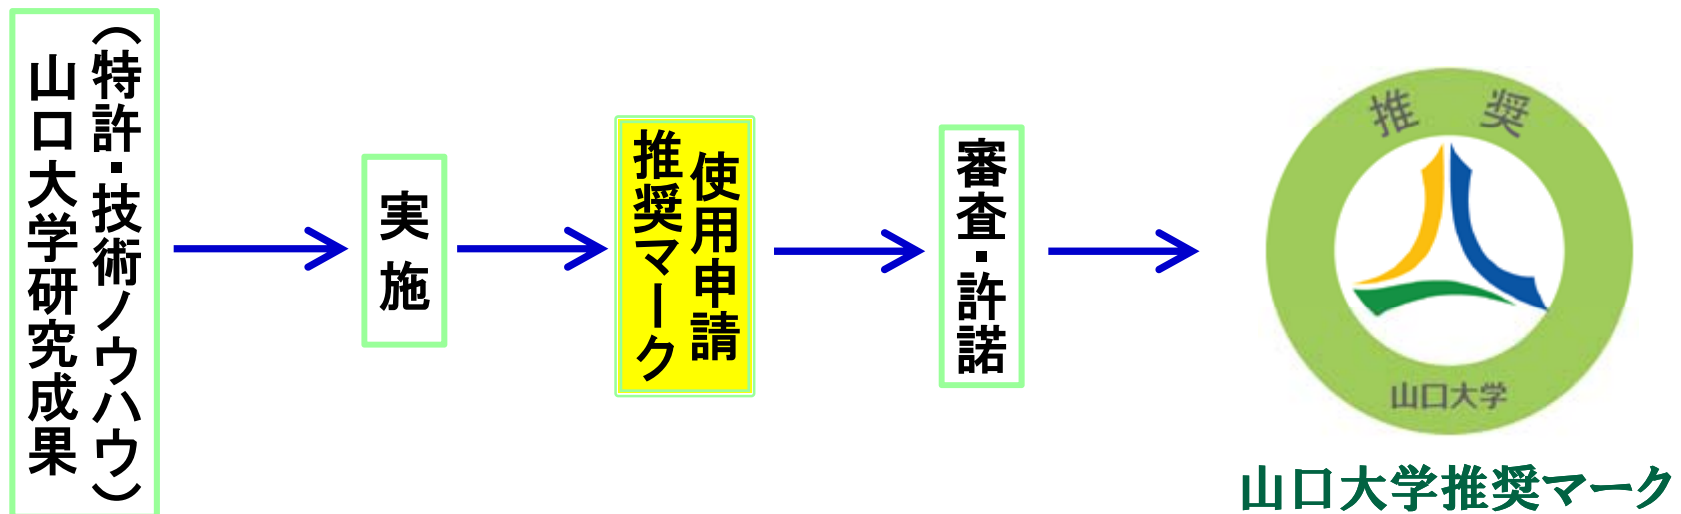 山口大学研究成果
（特許・技術ノウハウ）
実施
推奨マーク
使用申請
審査・許諾
推奨
山口大学
山口大学推奨マーク